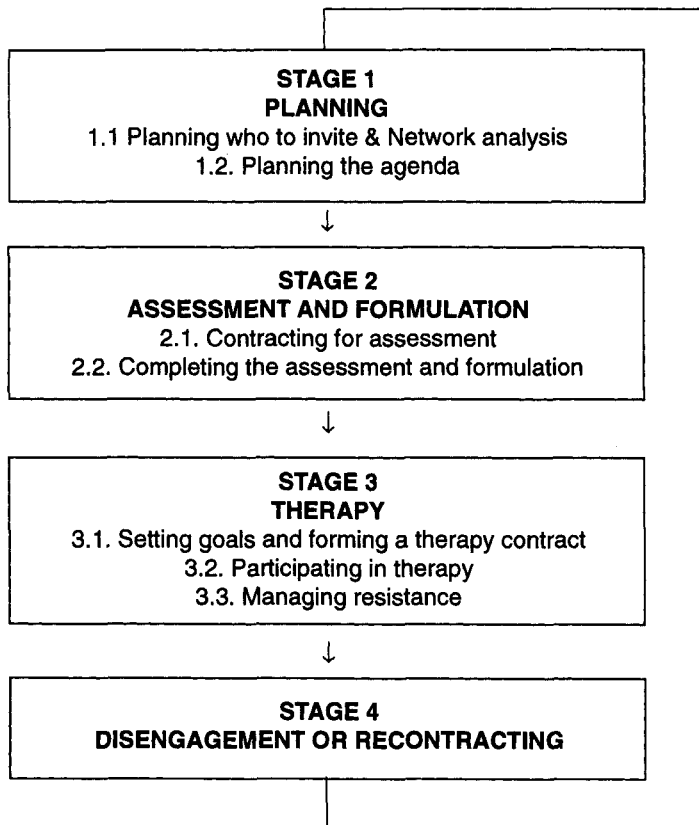 STAGE 1
PLANNING
1.1 Planning who to invite & Network analysis
1.2. Planning the agenda
↓
STAGE 2
ASSESSMENT AND FORMULATION
2.1. Contracting for assessment
2.2. Completing the assessment and formulation
↓
STAGE 3
THERAPY
3.1. Setting goals and forming a therapy contract
3.2. Participating in therapy
3.3. Managing resistance
↓
STAGE 4
DISENGAGEMENT OR RECONTRACTING